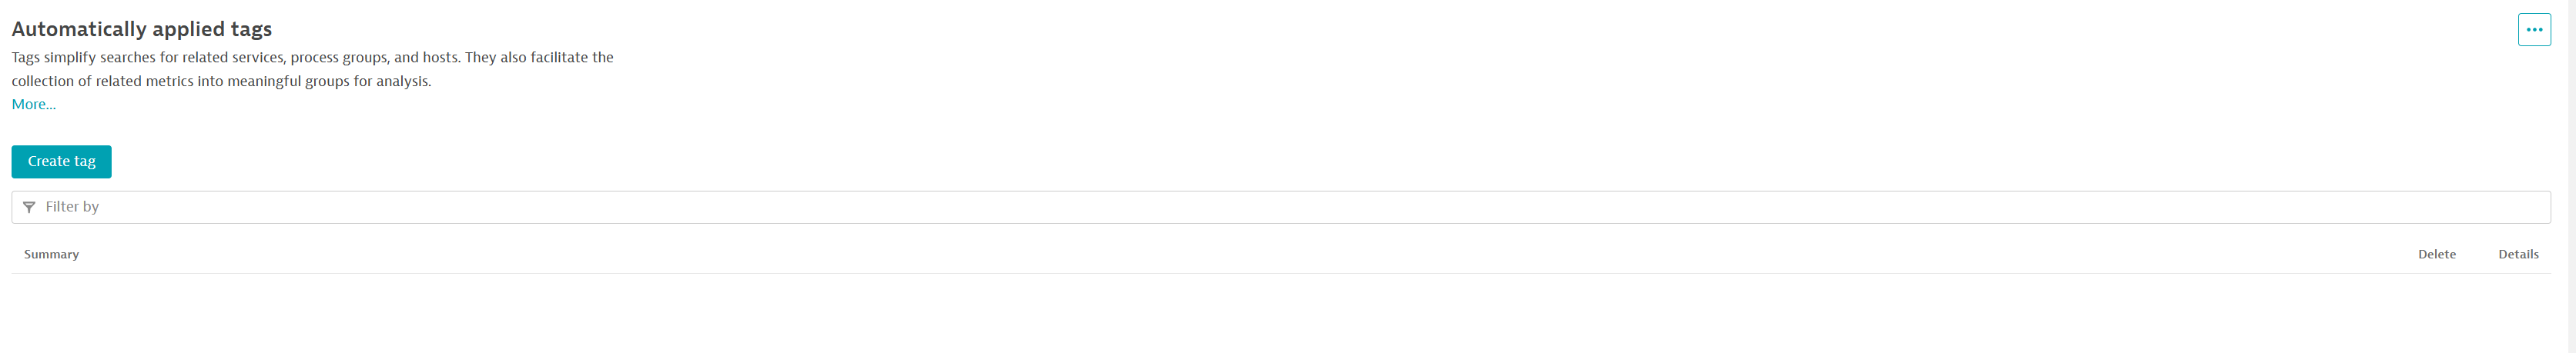 Automatically applied tags
Tags simplify searches for related services, process groups, and hosts. They also facilitate the
collection of related metrics into meaningful groups for analysis.
More...
Create tag
Filter by
Summary Delete Details